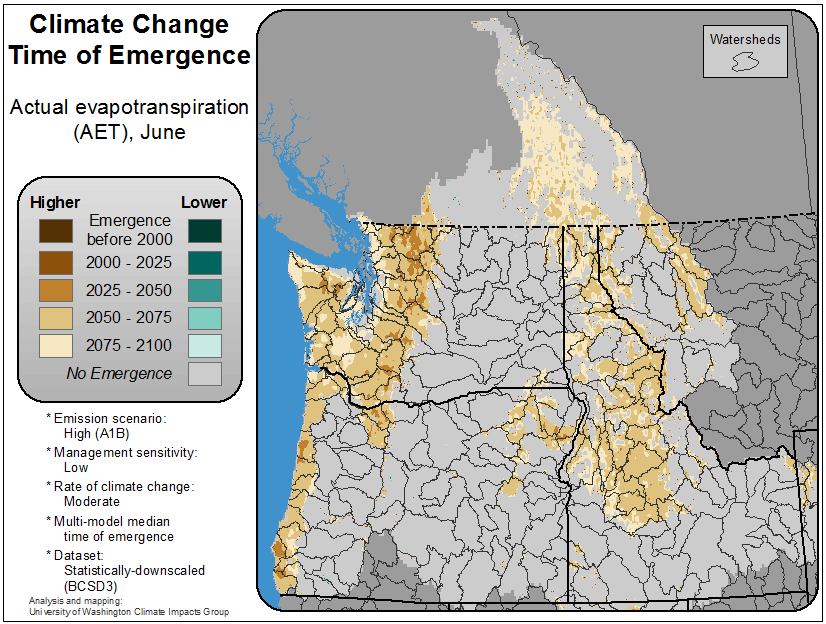 Climate Change
Time of Emergence
Actual evapotranspiration
(AET), June
Higher
Lower
Emergence
before 2000
2000 - 2025
2025 - 2050
2050 - 2075
2075 - 2100
No Emergence
* Emission scenario:
High (A1B)
* Management sensitivity:
Low
* Rate of climate change:
Moderate
* Multi-model median
time of emergence
* Dataset:
Statistically-downscaled
(BCSD3)
Analysis and mapping:
University of Washington Climate Impacts Group
Watersheds